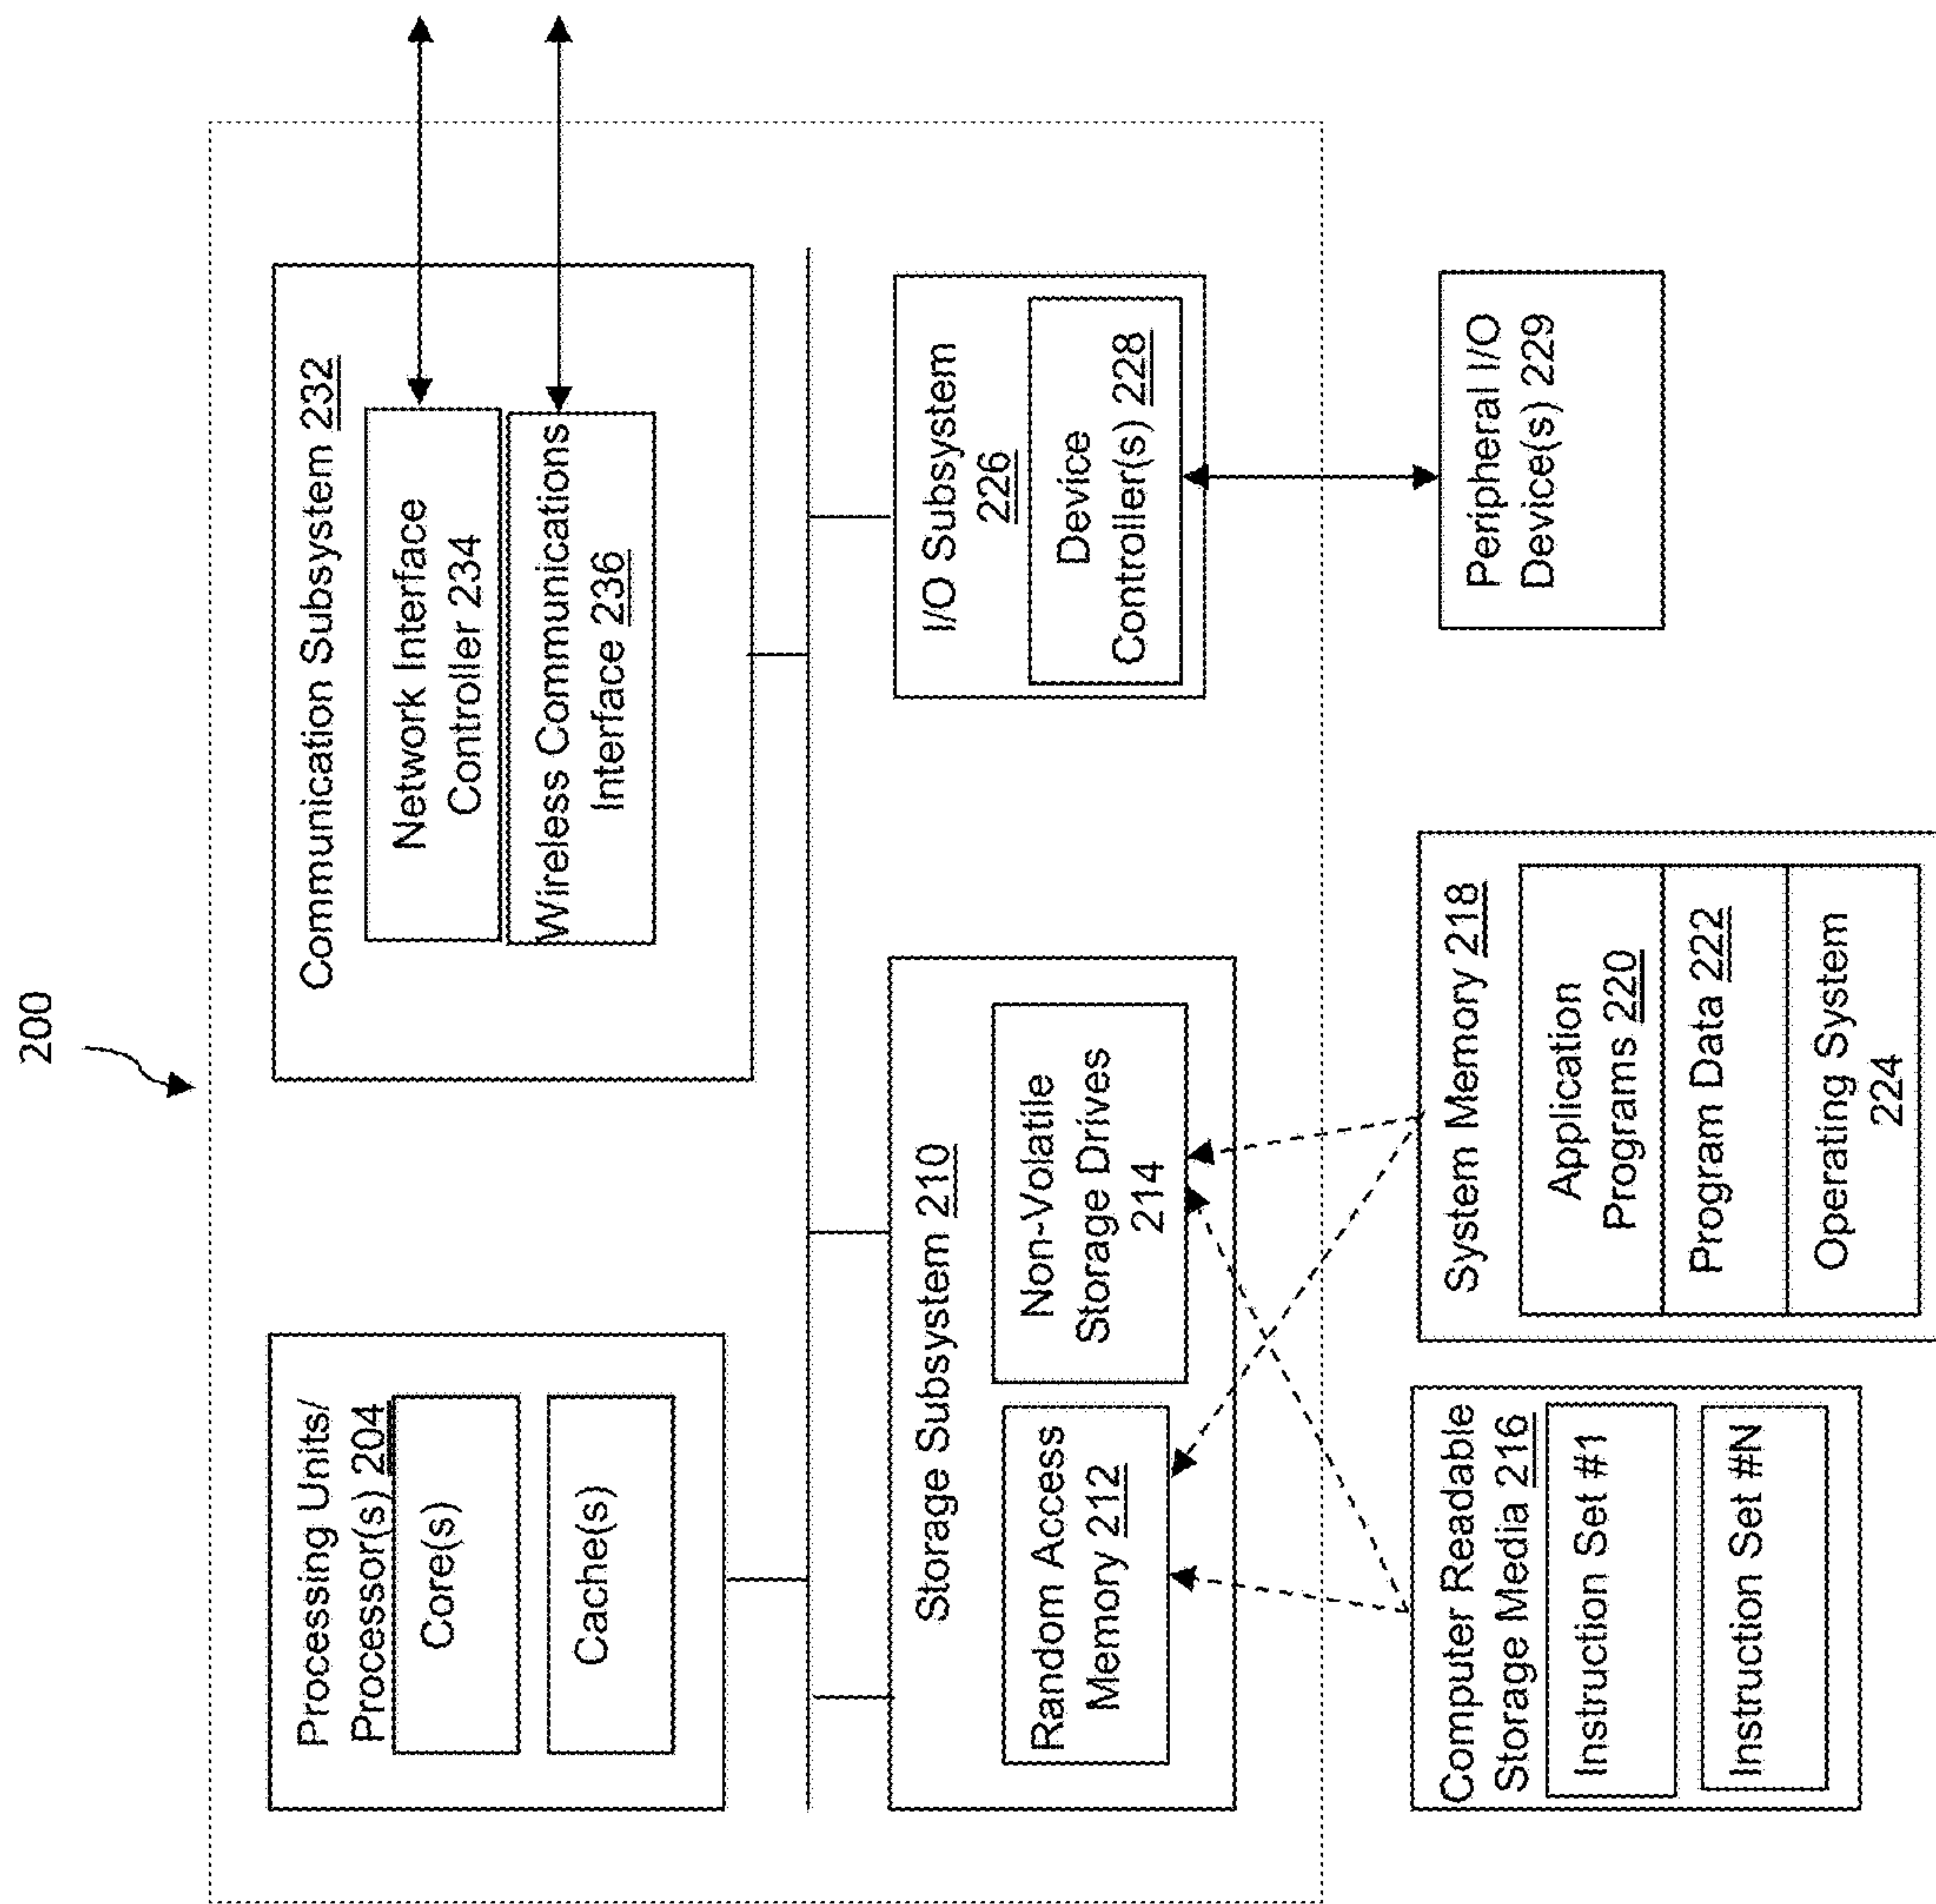 200
Processing Units/
Processor(s) 204
Core(s)
Cache(s)
Communication Subsystem 232
Network Interface
Controller 234
Wireless Communications
Interface 236
Storage Subsystem 210
Random Access
Memory 212
Non-Volatile
Storage Drives
214
I/O Subsystem
226
Device
Controller(s) 228
Computer Readable
Storage Media 216
Instruction Set #1
Instruction Set #N
System Memory 218
Application
Programs 220
Program Data 222
Operating System
224
Peripheral I/O
Device(s) 229